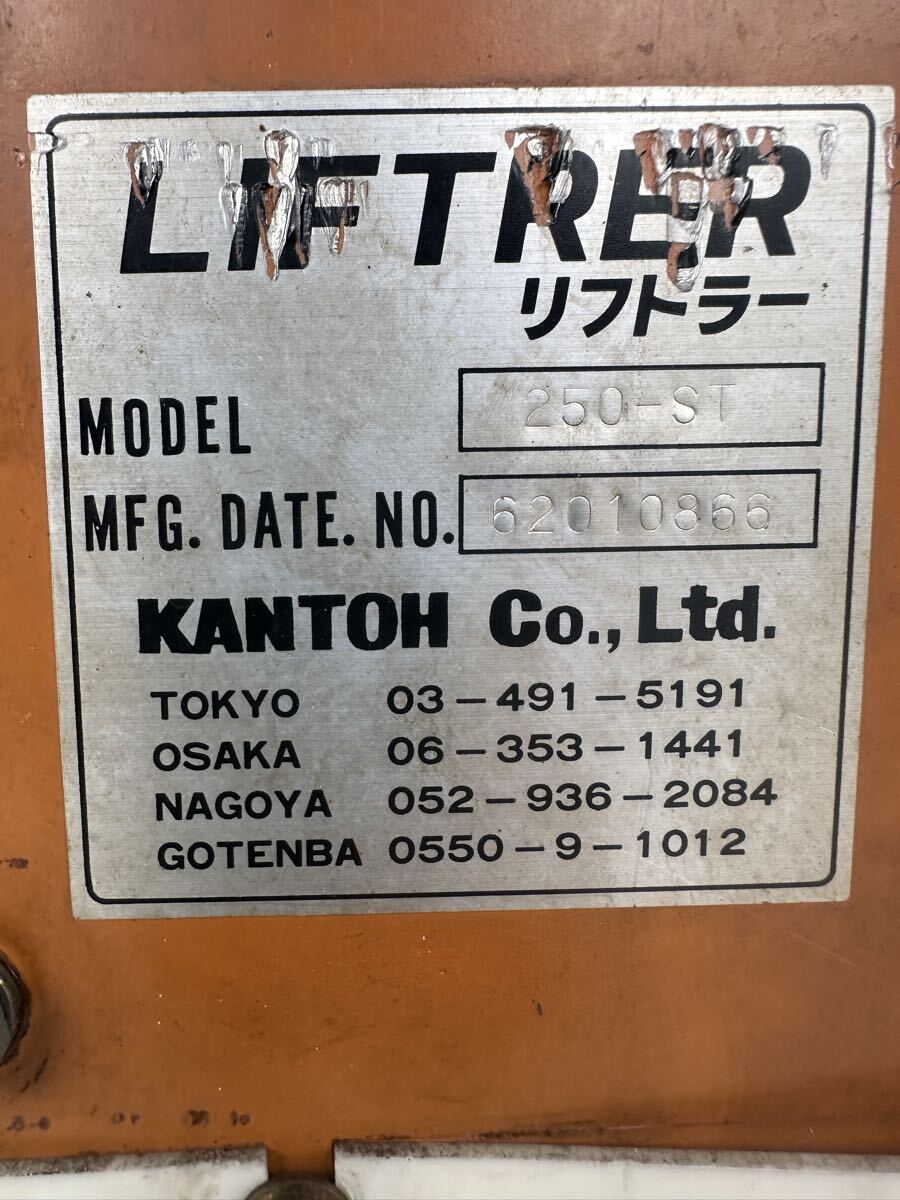 LIFTRER
リフトラー
MODEL 250-ST
MFG. DATE. NO. 62010866
KANTOH Co., Ltd.
TOKYO 03-491-5191
OSAKA 06-353-1441
NAGOYA 052-936-2084
GOTENBA 0550-9-1012